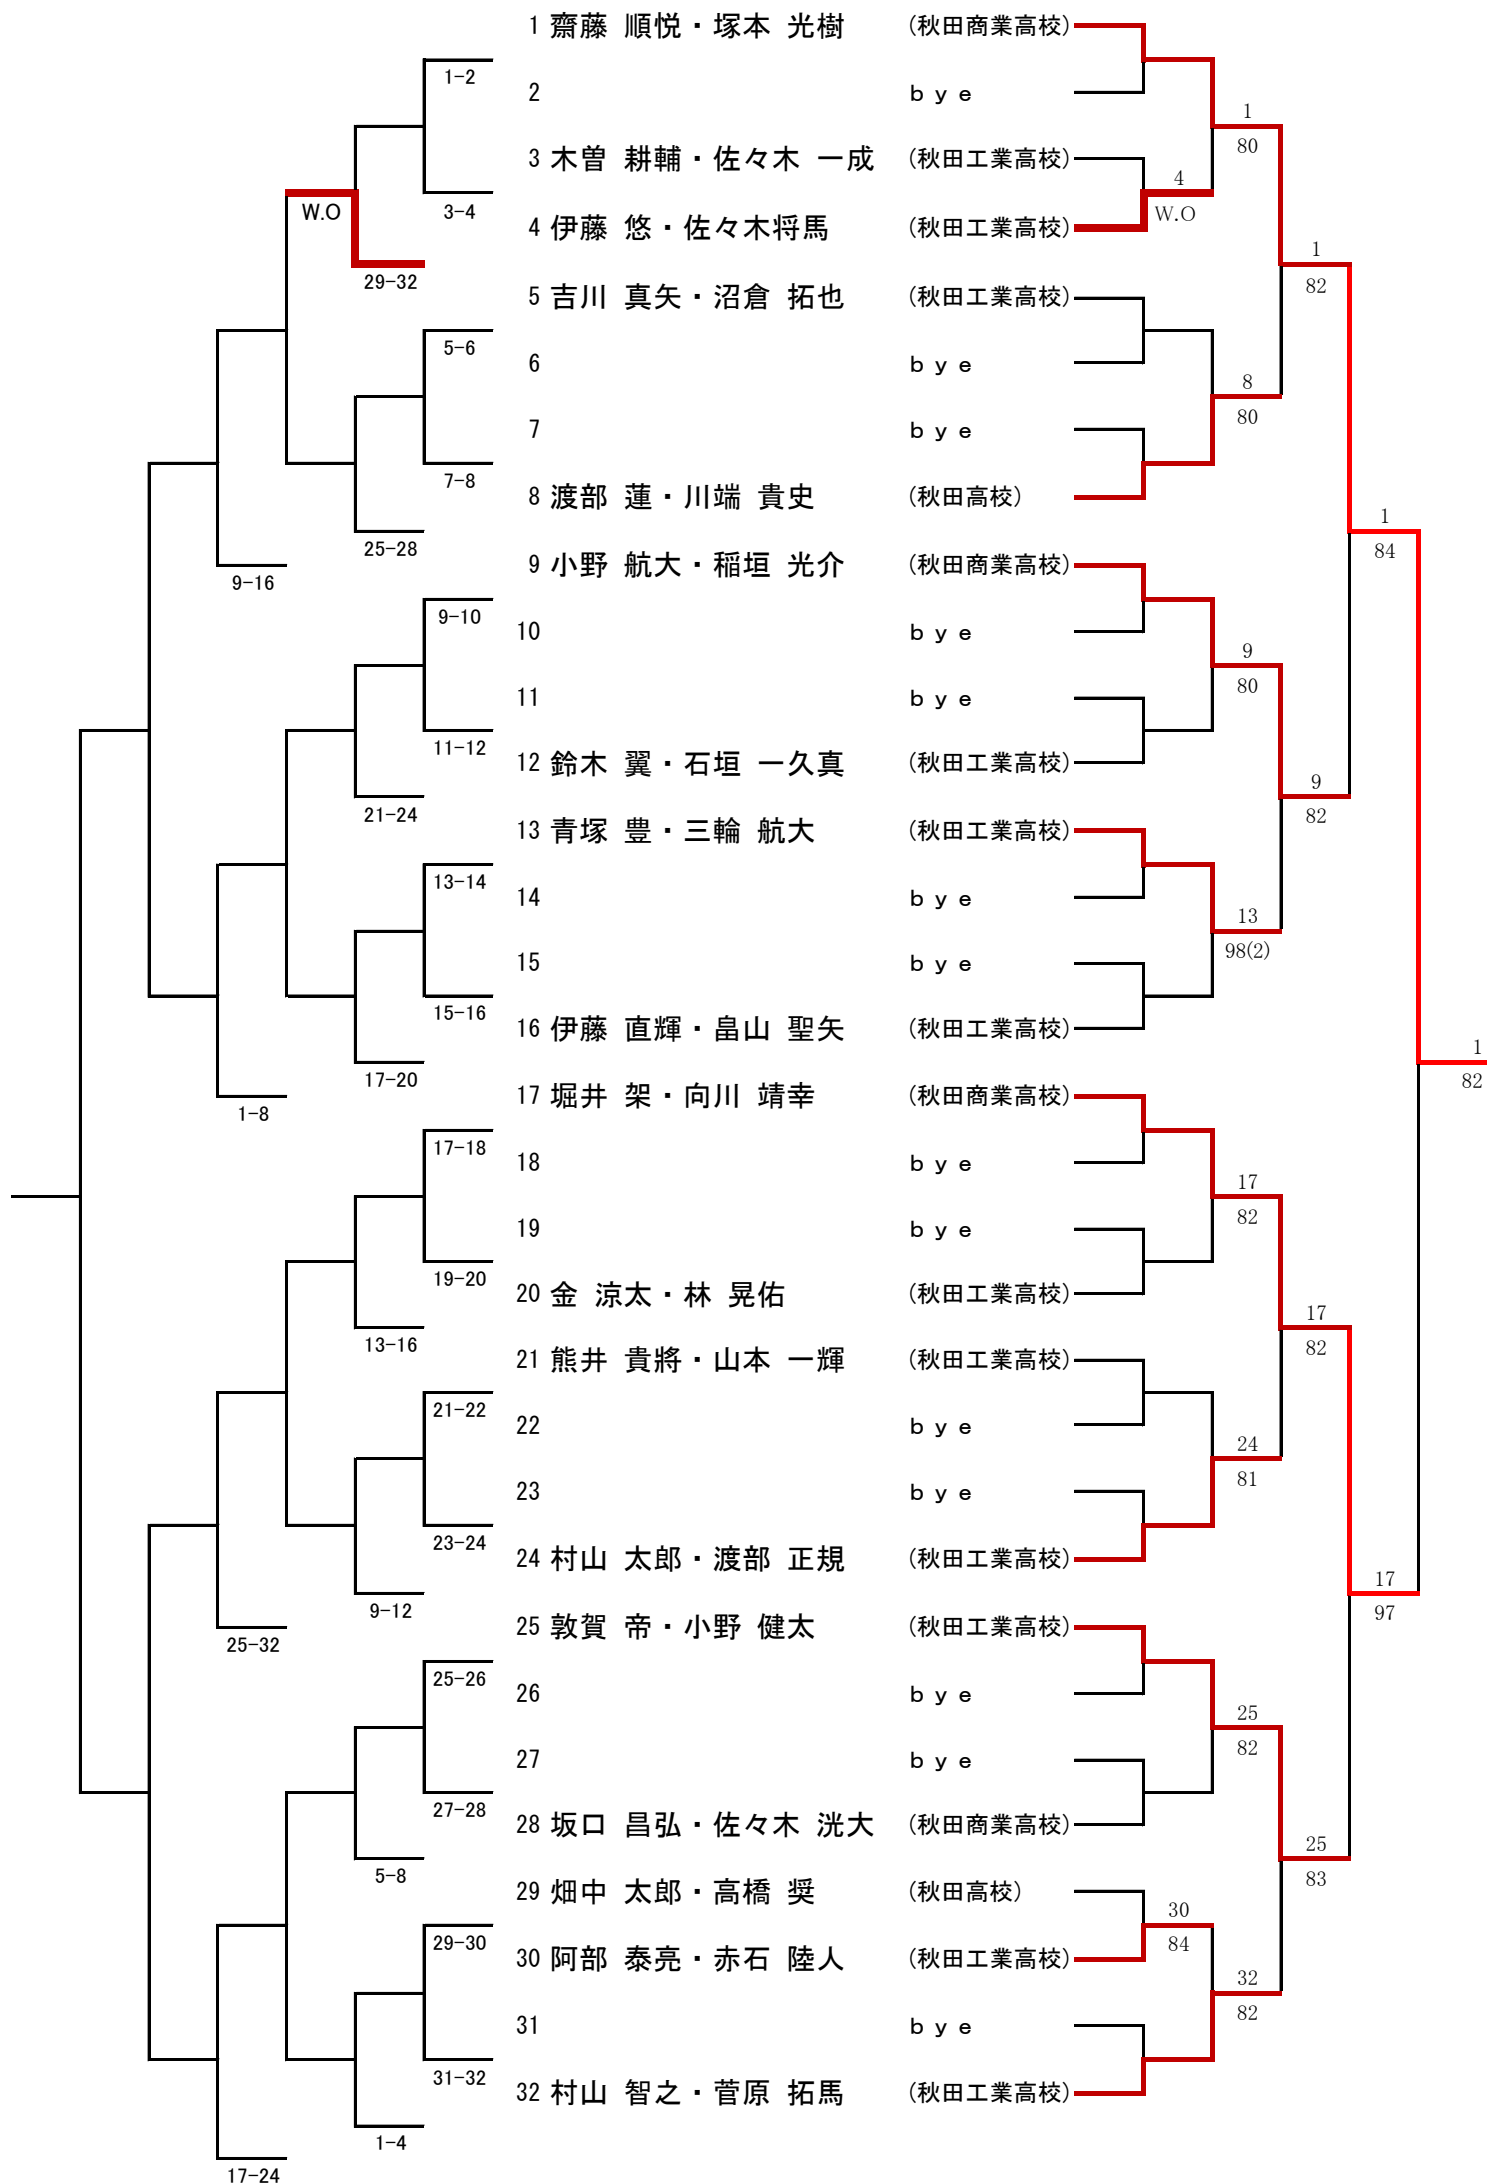 1 齋藤 順悦・塚本 光樹 (秋田商業高校)
1-2
2 bye
1
80
3 木曽 耕輔・佐々木 一成 (秋田工業高校)
4
W.O
W.O
3-4
4 伊藤 悠・佐々木将馬 (秋田工業高校)
1
82
29-32
5 吉川 真矢・沼倉 拓也 (秋田工業高校)
5-6
6 bye
8
80
7 bye
7-8
8 渡部 蓮・川端 貴史 (秋田高校)
1
84
25-28
9 小野 航大・稲垣 光介 (秋田商業高校)
9-16
9-10
10 bye
9
80
11 bye
11-12
12 鈴木 翼・石垣 一久真 (秋田工業高校)
9
82
21-24
13 青塚 豊・三輪 航大 (秋田工業高校)
13-14
14 bye
13
98(2)
15 bye
15-16
16 伊藤 直輝・畠山 聖矢 (秋田工業高校)
1
82
17-20
17 堀井 架・向川 靖幸 (秋田商業高校)
1-8
17-18
18 bye
17
82
19 bye
19-20
20 金 涼太・林 晃佑 (秋田工業高校)
17
82
13-16
21 熊井 貴將・山本 一輝 (秋田工業高校)
21-22
22 bye
24
81
23 bye
23-24
24 村山 太郎・渡部 正規 (秋田工業高校)
17
97
9-12
25 敦賀 帝・小野 健太 (秋田工業高校)
25-32
25-26
26 bye
25
82
27 bye
27-28
28 坂口 昌弘・佐々木 洸大 (秋田商業高校)
25
83
5-8
29 畑中 太郎・高橋 奨 (秋田高校)
30
84
29-30
30 阿部 泰亮・赤石 陸人 (秋田工業高校)
32
82
31 bye
31-32
32 村山 智之・菅原 拓馬 (秋田工業高校)
1-4
17-24